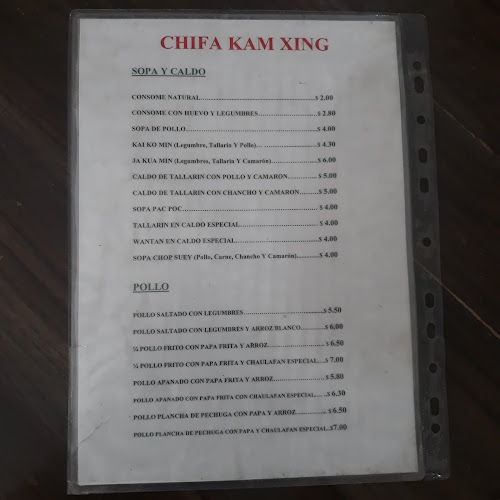 CHIFA KAM XING
SOPA Y CALDO
CONSOME NATURAL...$ 2.00
CONSOME CON HUEVO Y LEGUMBRES...$ 2.80
SOPA DE POLLO...$ 4.00
KAI KO MIN (Legumbre, Tallarin Y Pollo)...$ 4.30
JA KUA MIN (Legumbres, Tallarin Y Camarón)...$ 6.00
CALDO DE TALLARIN CON POLLO Y CAMARON...$ 5.00
CALDO DE TALLARIN CON CHANCHO Y CAMARON...$ 5.00
SOPA PAC POC...$ 4.00
TALLARIN EN CALDO ESPECIAL...$ 4.00
WANTAN EN CALDO ESPECIAL...$ 4.00
SOPA CHOP SUEY (Pollo, Carne, Chancho Y Camarón)...$ 4.00
POLLO
POLLO SALTADO CON LEGUMBRES...$ 5.50
POLLO SALTADO CON LEGUMBRES Y ARROZ BLANCO...$ 6,00
¼ POLLO FRITO CON PAPA FRITA Y ARROZ...$ 6.50
¼ POLLO FRITO CON PAPA FRITA Y CHAULAFAN ESPECIAL...$ 7.00
POLLO APANADO CON PAPA FRITA Y ARROZ...$ 5.80
POLLO APANADO CON PAPA FRITA CON CHAULAFAN ESPECIAL...$ 6.30
POLLO PLANCHA DE PECHUGA CON PAPA Y ARROZ...$ 6.50
POLLO PLANCHA DE PECHUGA CON PAPA Y CHAULAFAN ESPECIAL.$7.00